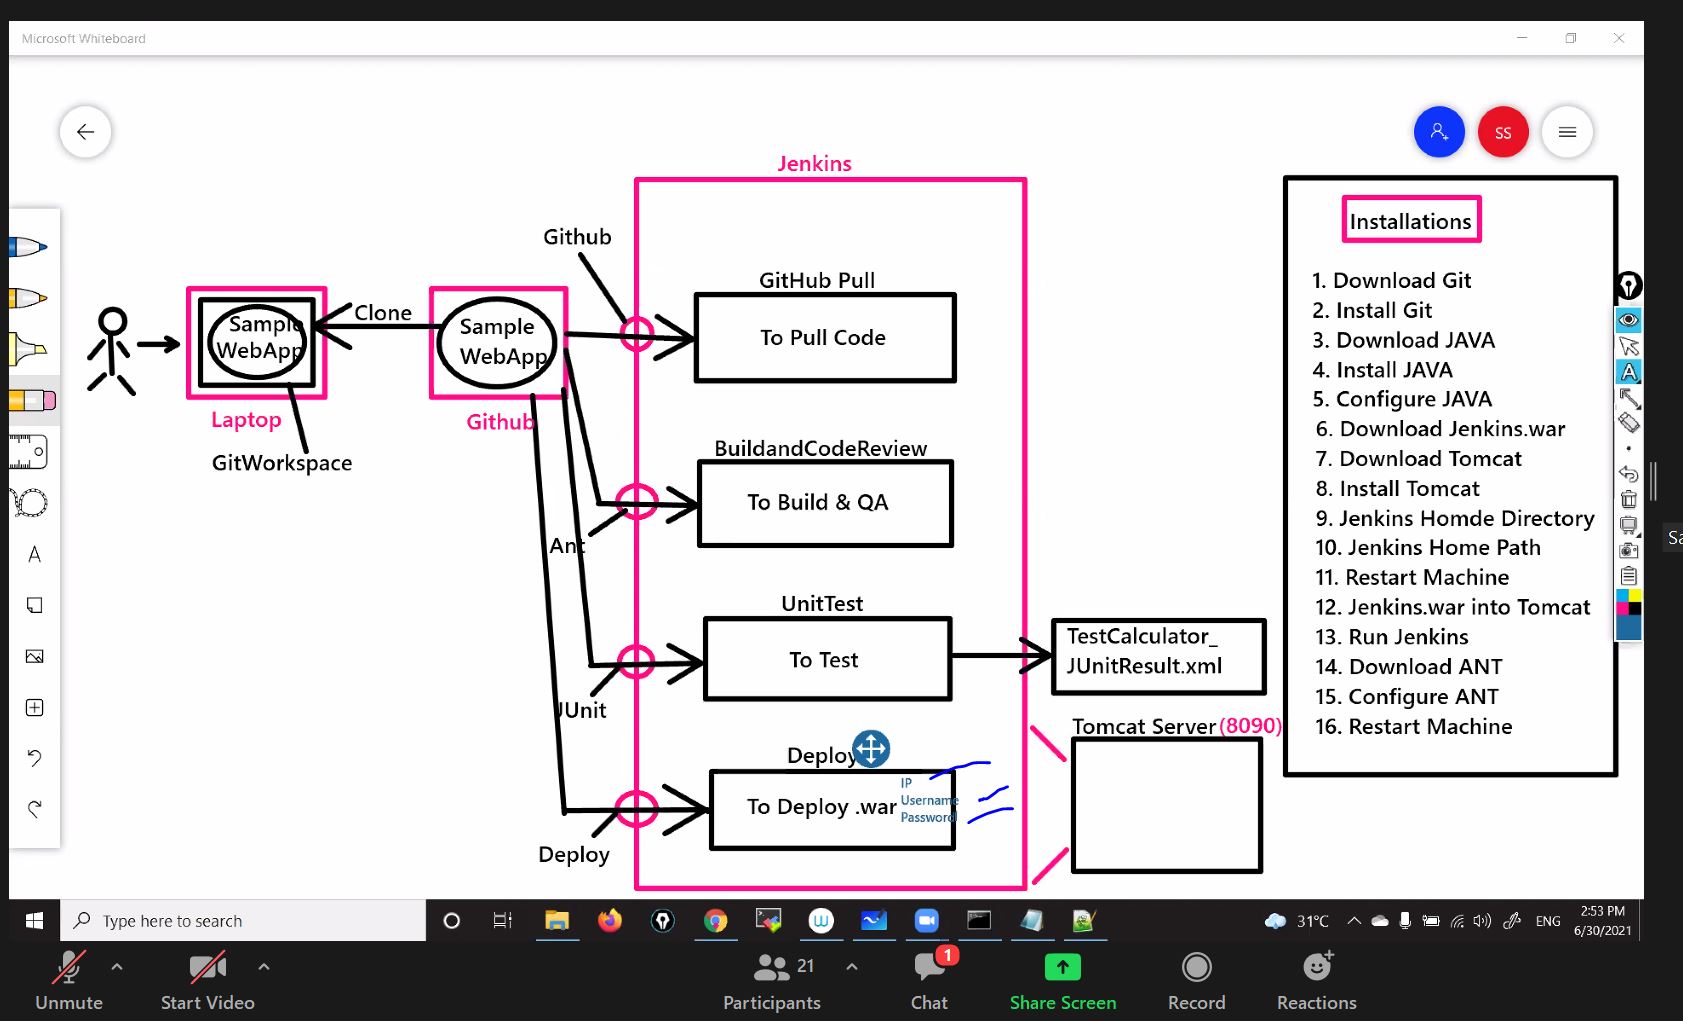 Microsoft Whiteboard
SS
Jenkins
Github
GitHub Pull
To Pull Code
Clone
Sample
WebApp
Laptop
GitWorkspace
Sample
WebApp
Github
BuildandCodeReview
To Build & QA
Ant
UnitTest
To Test
JUnit
TestCalculator_
JUnitResult.xml
Deploy
To Deploy .war
IP
Username
Password
Deploy
Tomcat Server (8090)
Installations
1. Download Git
2. Install Git
3. Download JAVA
4. Install JAVA
5. Configure JAVA
6. Download Jenkins.war
7. Download Tomcat
8. Install Tomcat
9. Jenkins Homde Directory
10. Jenkins Home Path
11. Restart Machine
12. Jenkins.war into Tomcat
13. Run Jenkins
14. Download ANT
15. Configure ANT
16. Restart Machine
A
A
Sa
Type here to search
31°C
ENG
2:53 PM
6/30/2021
Unmute
Start Video
21
Participants
1
Chat
Share Screen
Record
Reactions